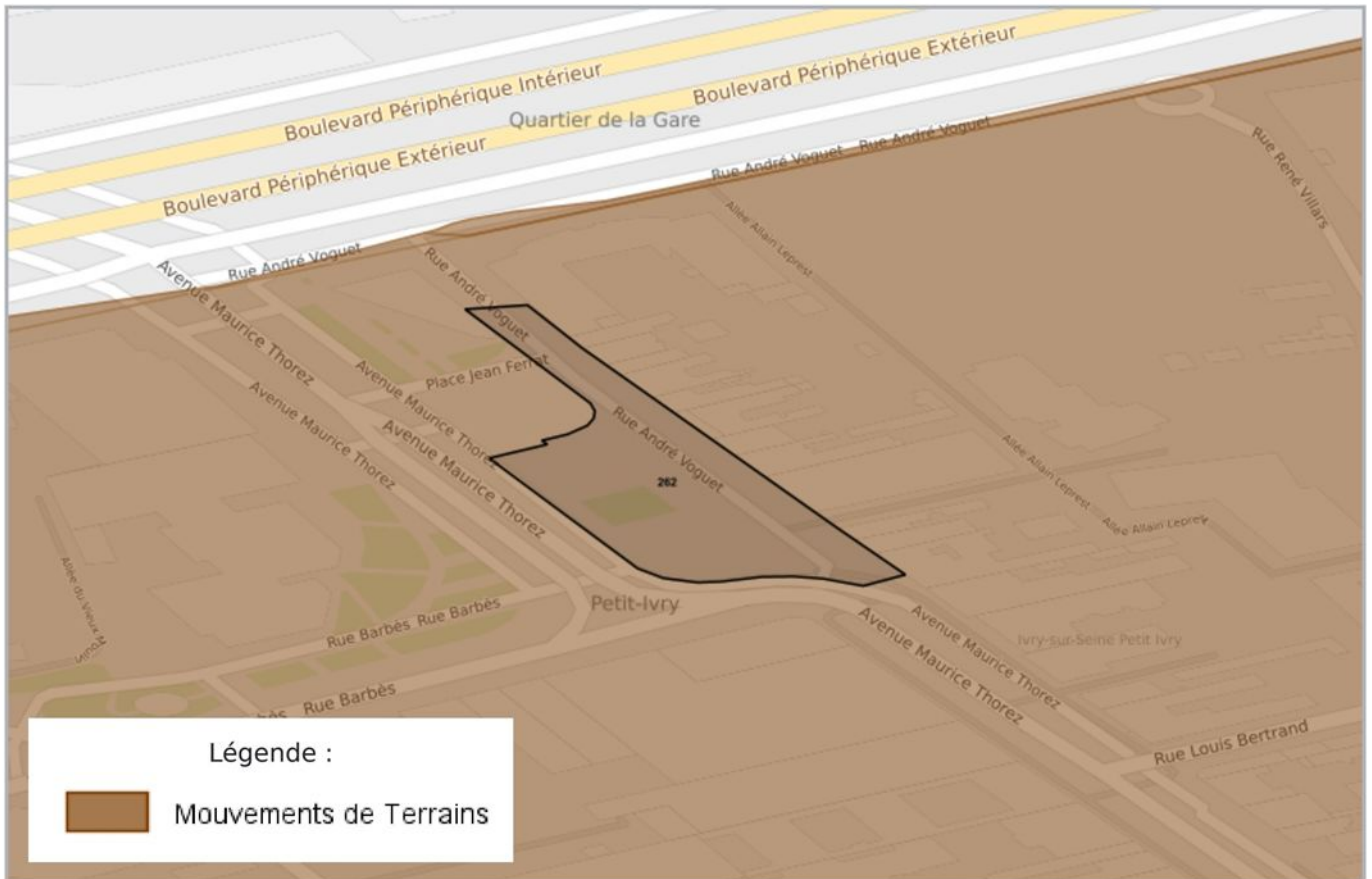 Boulevard Périphérique Intérieur
Boulevard Périphérique Extérieur
Quartier de la Gare
Boulevard Périphérique Extérieur
Rue André Voguet
Rue André Voguet
Rue René Villars
Rue André Voguet
Allée Allain Leprest
Rue André Voguet
Avenue Maurice Thorez
Avenue Maurice Thorez
Place Jean Ferrat
Avenue Maurice Thorez
Avenue Maurice Thorez
Rue André Voguet
262
Allée Allain Leprest
Allée Allain Leprest
Petit-Ivry
Rue Barbès
Rue Barbès
Avenue Maurice Thorez
Avenue Maurice Thorez
Ivry-sur-Seine Petit Ivry
Allée du Vieux
Rue Barbès
Rue Louis Bertrand
Légende :
Mouvements de Terrains